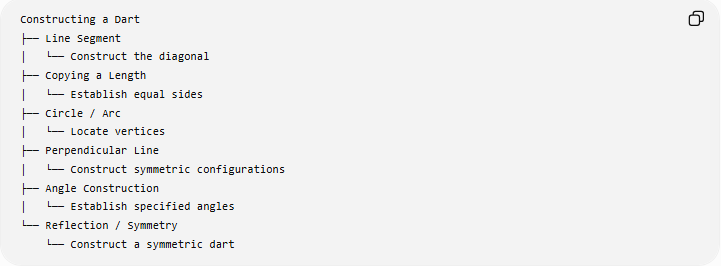 Constructing a Dart
├── Line Segment
│   └── Construct the diagonal
├── Copying a Length
│   └── Establish equal sides
├── Circle / Arc
│   └── Locate vertices
├── Perpendicular Line
│   └── Construct symmetric configurations
├── Angle Construction
│   └── Establish specified angles
└── Reflection / Symmetry
    └── Construct a symmetric dart